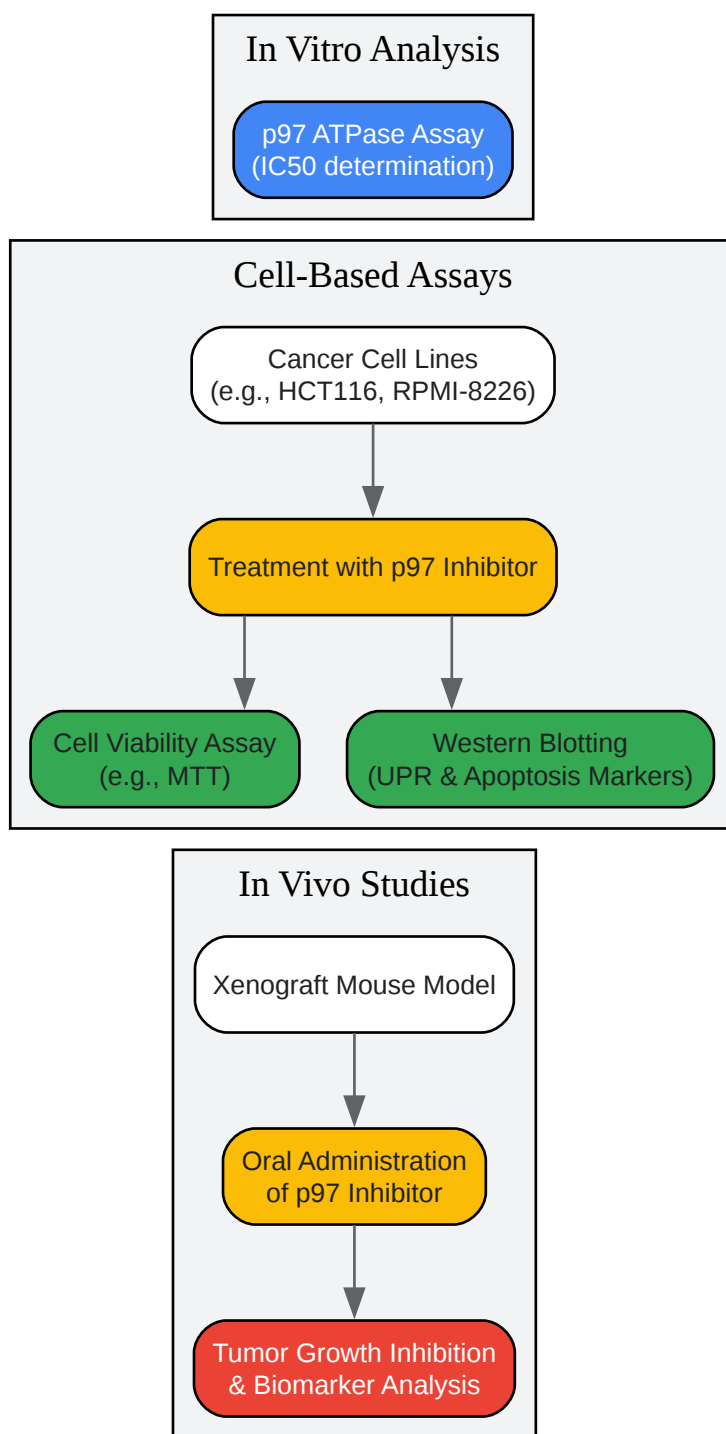 In Vitro Analysis
p97 ATPase Assay
(IC50 determination)
Cell-Based Assays
Cancer Cell Lines
(e.g., HCT116, RPMI-8226)
Treatment with p97 Inhibitor
Cell Viability Assay
(e.g., MTT)
Western Blotting
(UPR & Apoptosis Markers)
In Vivo Studies
Xenograft Mouse Model
Oral Administration
of p97 Inhibitor
Tumor Growth Inhibition
& Biomarker Analysis